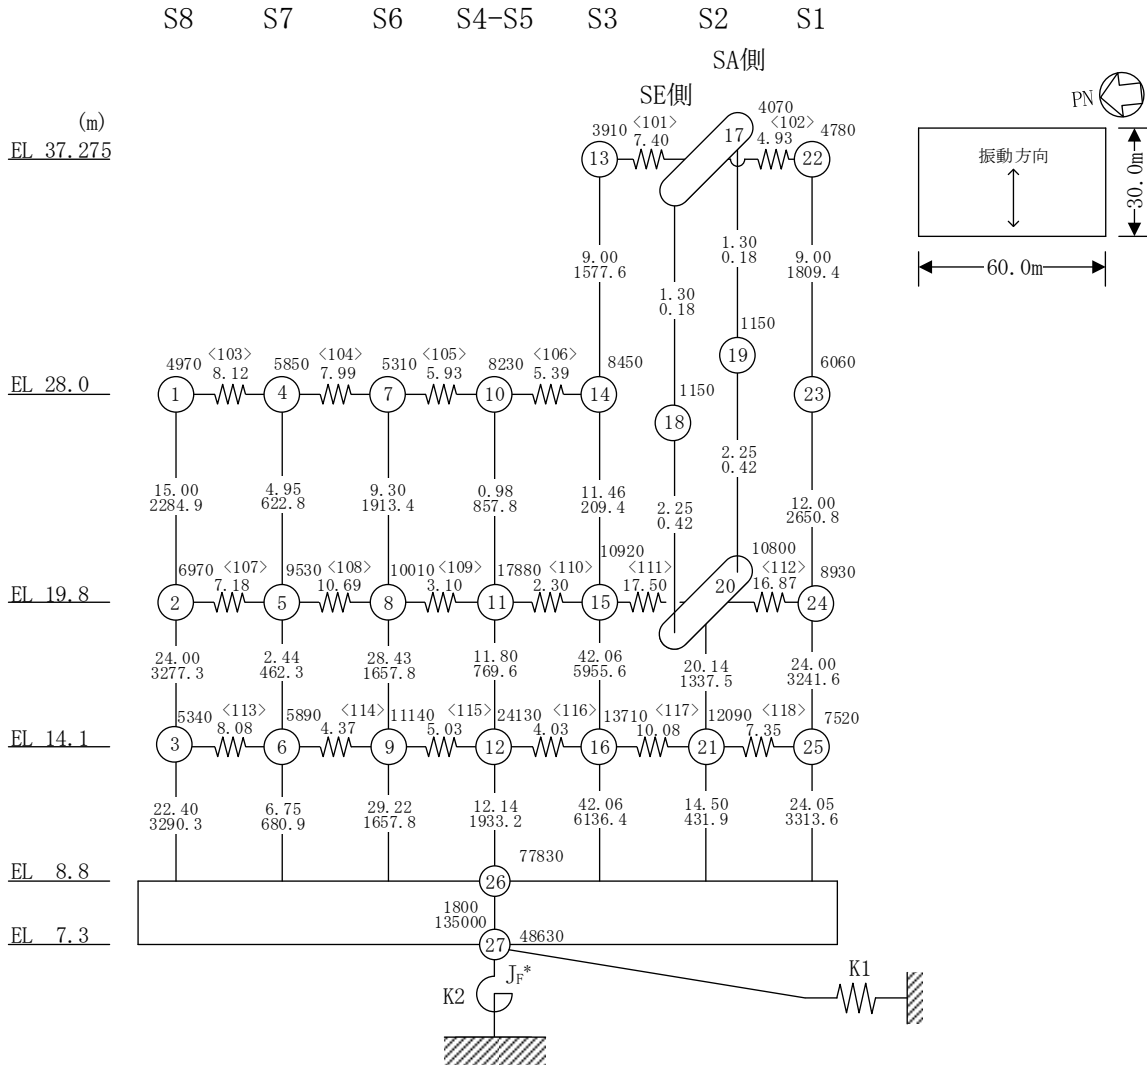 S8 S7 S6 S4-S5 S3 S2 S1
SA側
SE側
(m)
EL 37.275
3910 <101> 4070 <102> 4780
7.40 4.93
13 17 22
PN
振動方向
30.0m
60.0m
9.00
1577.6
1.30
0.18
1.30
0.18
9.00
1809.4
EL 28.0
4970 <103> 5850 <104> 5310 <105> 8230 <106> 8450
8.12 7.99 5.93 5.39
1 4 7 10 14
1150
19
1150
18
6060
23
15.00
2284.9
4.95
622.8
9.30
1913.4
0.98
857.8
11.46
209.4
2.25
0.42
2.25
0.42
12.00
2650.8
EL 19.8
6970 <107> 9530 <108> 10010 <109> 17880 <110> 10920 <111> 10800 <112> 8930
7.18 10.69 3.10 2.30 17.50 16.87
2 5 8 11 15 20 24
24.00
3277.3
2.44
462.3
28.43
1657.8
11.80
769.6
42.06
5955.6
20.14
1337.5
24.00
3241.6
EL 14.1
5340 <113> 5890 <114> 11140 <115> 24130 <116> 13710 <117> 12090 <118> 7520
8.08 4.37 5.03 4.03 10.08 7.35
3 6 9 12 16 21 25
22.40
3290.3
6.75
680.9
29.22
1657.8
12.14
1933.2
42.06
6136.4
14.50
431.9
24.05
3313.6
EL 8.8
77830
26
1800
135000
EL 7.3
27 48630
K2 JF* K1